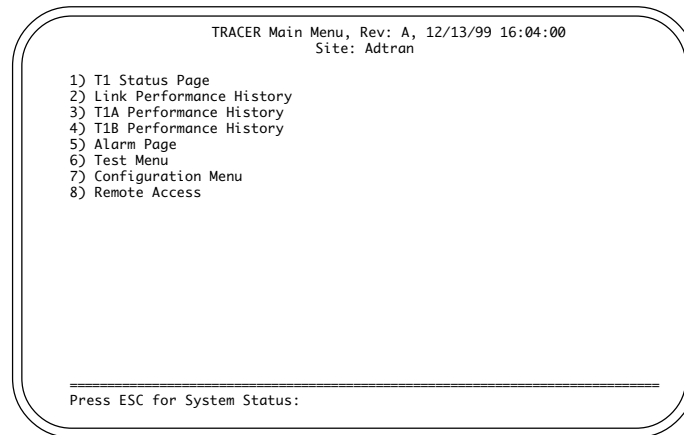 TRACER Main Menu, Rev: A, 12/13/99 16:04:00
Site: Adtran
1) T1 Status Page
2) Link Performance History
3) T1A Performance History
4) T1B Performance History
5) Alarm Page
6) Test Menu
7) Configuration Menu
8) Remote Access
Press ESC for System Status: